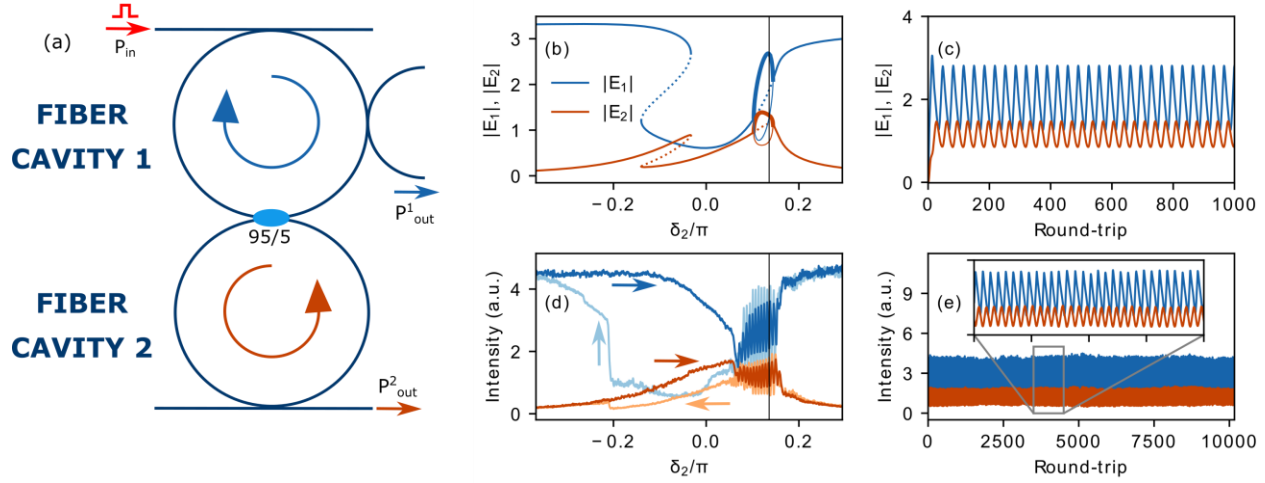 (a)
P_in
FIBER
CAVITY 1
P¹_out
95/5
FIBER
CAVITY 2
P²_out
(b)
|E₁|, |E₂|
3
2
1
0
|E₁|
|E₂|
−0.2 0.0 0.2
δ₂/π
(c)
|E₁|, |E₂|
4
2
0
0 200 400 600 800 1000
Round-trip
(d)
Intensity (a.u.)
4
2
0
−0.2 0.0 0.2
δ₂/π
(e)
Intensity (a.u.)
9
6
3
0
0 2500 5000 7500 10000
Round-trip